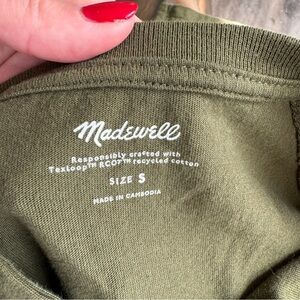 Madewell
Responsibly crafted with
Texloop™ RCOT™ recycled cotton
SIZE S
MADE IN CAMBODIA